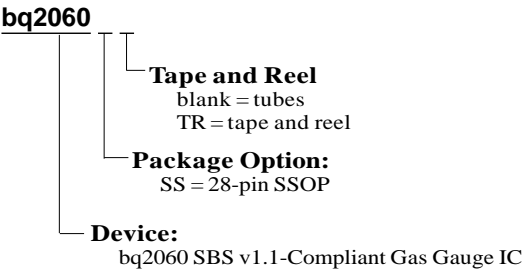 bq2060 _ _
Tape and Reel
blank = tubes
TR = tape and reel
Package Option:
SS = 28-pin SSOP
Device:
bq2060 SBS v1.1-Compliant Gas Gauge IC